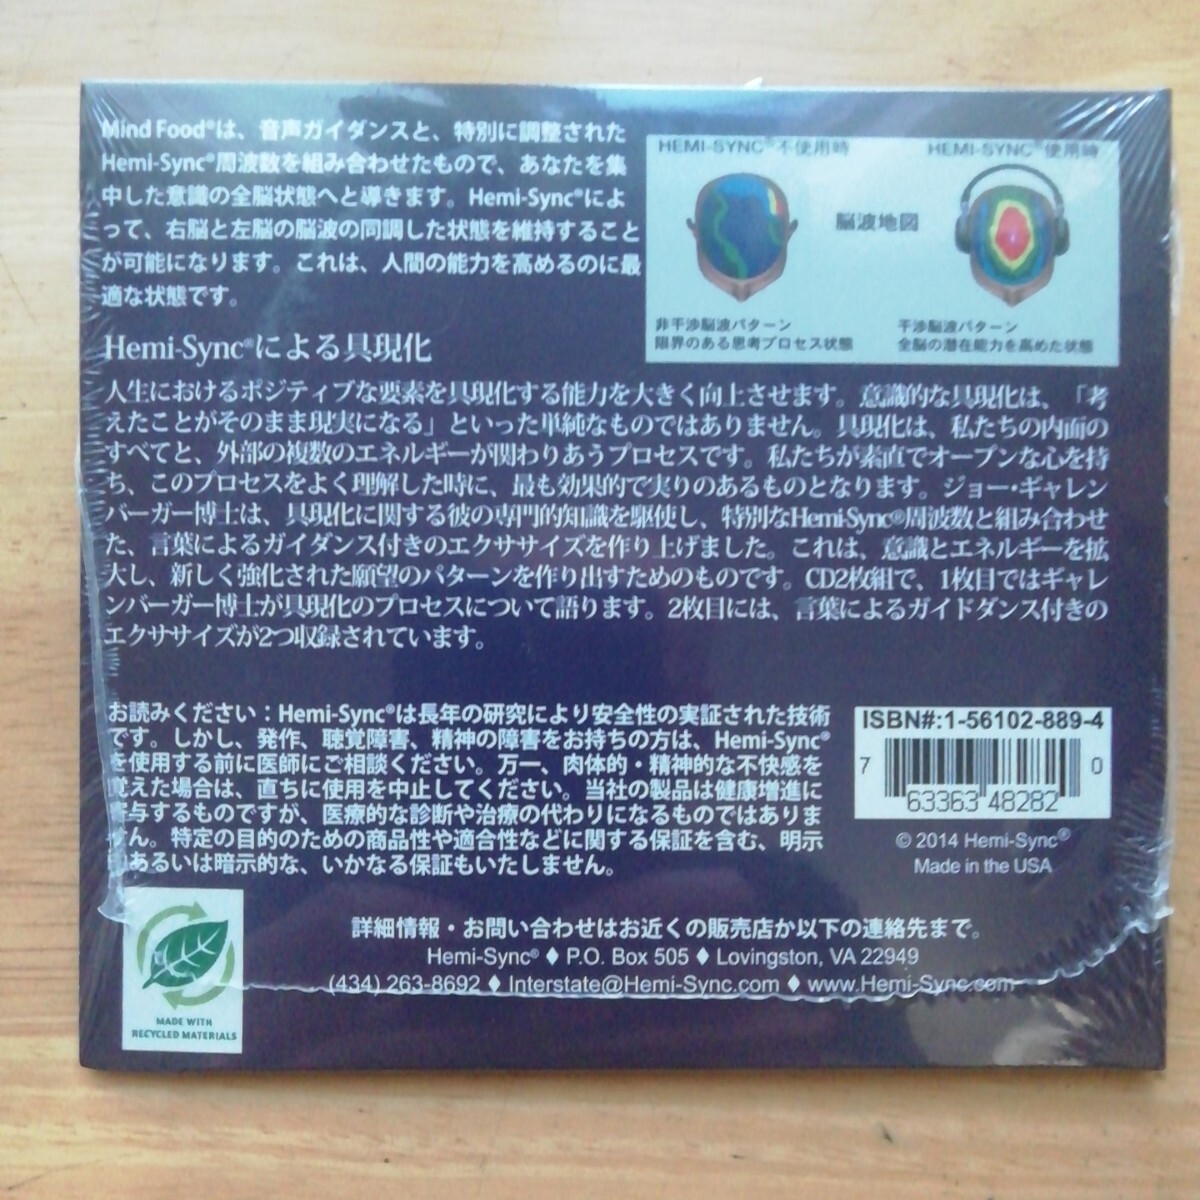 Mind Food®は、音声ガイダンスと、特別に調整された
Hemi-Sync®周波数を組み合わせたもので、あなたを集
中した意識の全脳状態へと導きます。Hemi-Sync®によ
って、右脳と左脳の脳波の同調した状態を維持すること
が可能になります。これは、人間の能力を高めるのに最
適な状態です。
HEMI-SYNC®不使用時
HEMI-SYNC®使用時
脳波地図
非干渉脳波パターン
限界のある思考プロセス状態
干渉脳波パターン
全脳の潜在能力を高めた状態
Hemi-Sync®による具現化
人生におけるポジティブな要素を具現化する能力を大きく向上させます。意識的な具現化は、「考
えたことがそのまま現実になる」といった単純なものではありません。具現化は、私たちの内面の
すべてと、外部の複数のエネルギーが関わりあうプロセスです。私たちが素直でオープンな心を持
ち、このプロセスをよく理解した時に、最も効果的で実りのあるものとなります。ジョー・ギャレン
バーガー博士は、具現化に関する彼の専門的知識を駆使し、特別なHemi-Sync®周波数と組み合わせ
た、言葉によるガイダンス付きのエクササイズを作り上げました。これは、意識とエネルギーを拡
大し、新しく強化された願望のパターンを作り出すためのものです。CD2枚組で、1枚目ではギャレ
ンバーガー博士が具現化のプロセスについて語ります。2枚目には、言葉によるガイドダンス付きの
エクササイズが2つ収録されています。
お読みください：Hemi-Sync®は長年の研究により安全性の実証された技術
です。しかし、発作、聴覚障害、精神の障害をお持ちの方は、Hemi-Sync®
を使用する前に医師にご相談ください。万一、肉体的・精神的な不快感を
覚えた場合は、直ちに使用を中止してください。当社の製品は健康増進に
寄与するものですが、医療的な診断や治療の代わりになるものではありま
せん。特定の目的のための商品性や適合性などに関する保証を含む、明示
あるいは暗示的な、いかなる保証もいたしません。
ISBN#:1-56102-889-4
7 63363 48282 0
© 2014 Hemi-Sync®
Made in the USA
MADE WITH
RECYCLED MATERIALS
詳細情報・お問い合わせはお近くの販売店か以下の連絡先まで。
Hemi-Sync® ♦ P.O. Box 505 ♦ Lovingston, VA 22949
(434) 263-8692 ♦ Interstate@Hemi-Sync.com ♦ www.Hemi-Sync.com